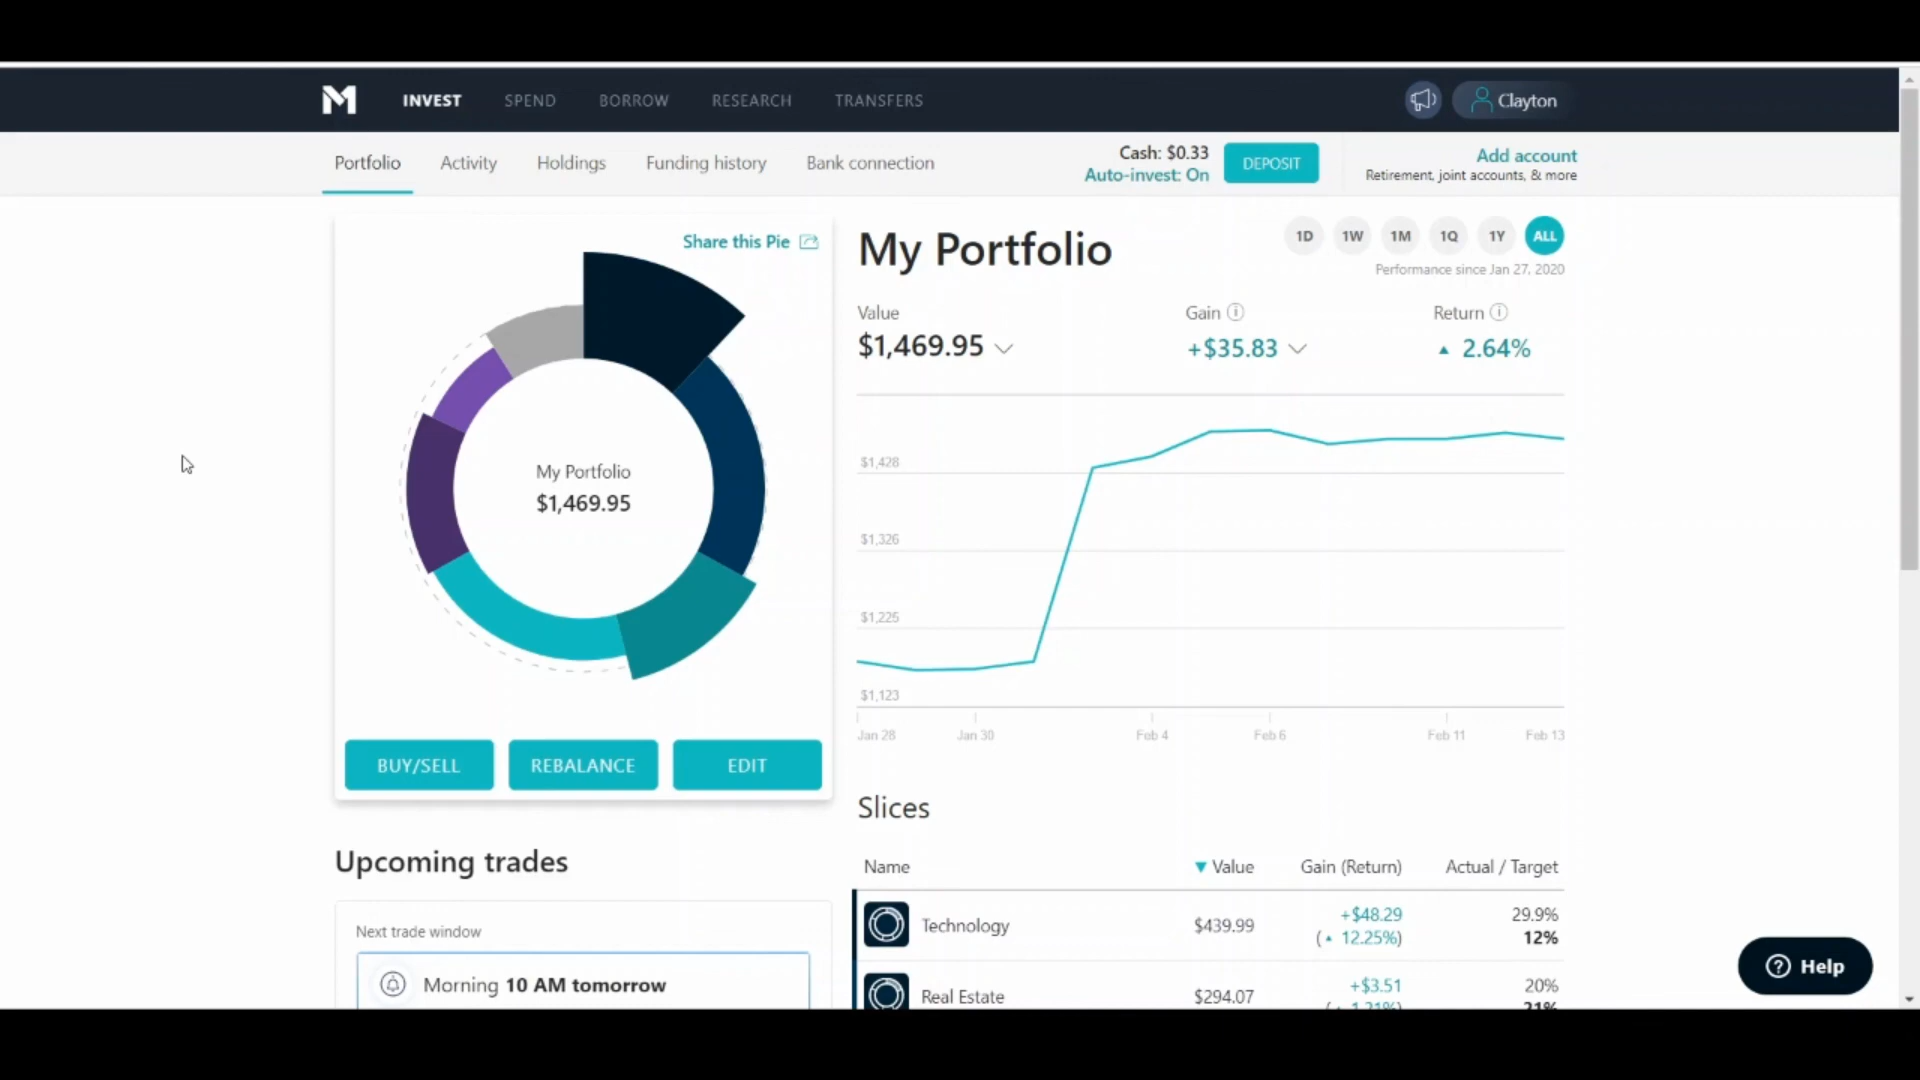 INVEST SPEND BORROW RESEARCH TRANSFERS Clayton
Portfolio Activity Holdings Funding history Bank connection
Cash: $0.33
Auto-invest: On
DEPOSIT
Add account
Retirement, joint accounts, & more
Share this Pie
My Portfolio
$1,469.95
BUY/SELL REBALANCE EDIT
My Portfolio
1D 1W 1M 1Q 1Y ALL
Performance since Jan 27, 2020
Value Gain Return
$1,469.95 +$35.83 ▲ 2.64%
$1,428
$1,326
$1,225
$1,123
Jan 28 Jan 30 Feb 4 Feb 6 Feb 11 Feb 13
Upcoming trades
Next trade window
Morning 10 AM tomorrow
Slices
Name ▼ Value Gain (Return) Actual / Target
Technology $439.99 +$48.29 29.9%
(▲ 12.25%) 12%
Real Estate $294.07 +$3.51 20%
(▲ 1.21%) 21%
Help